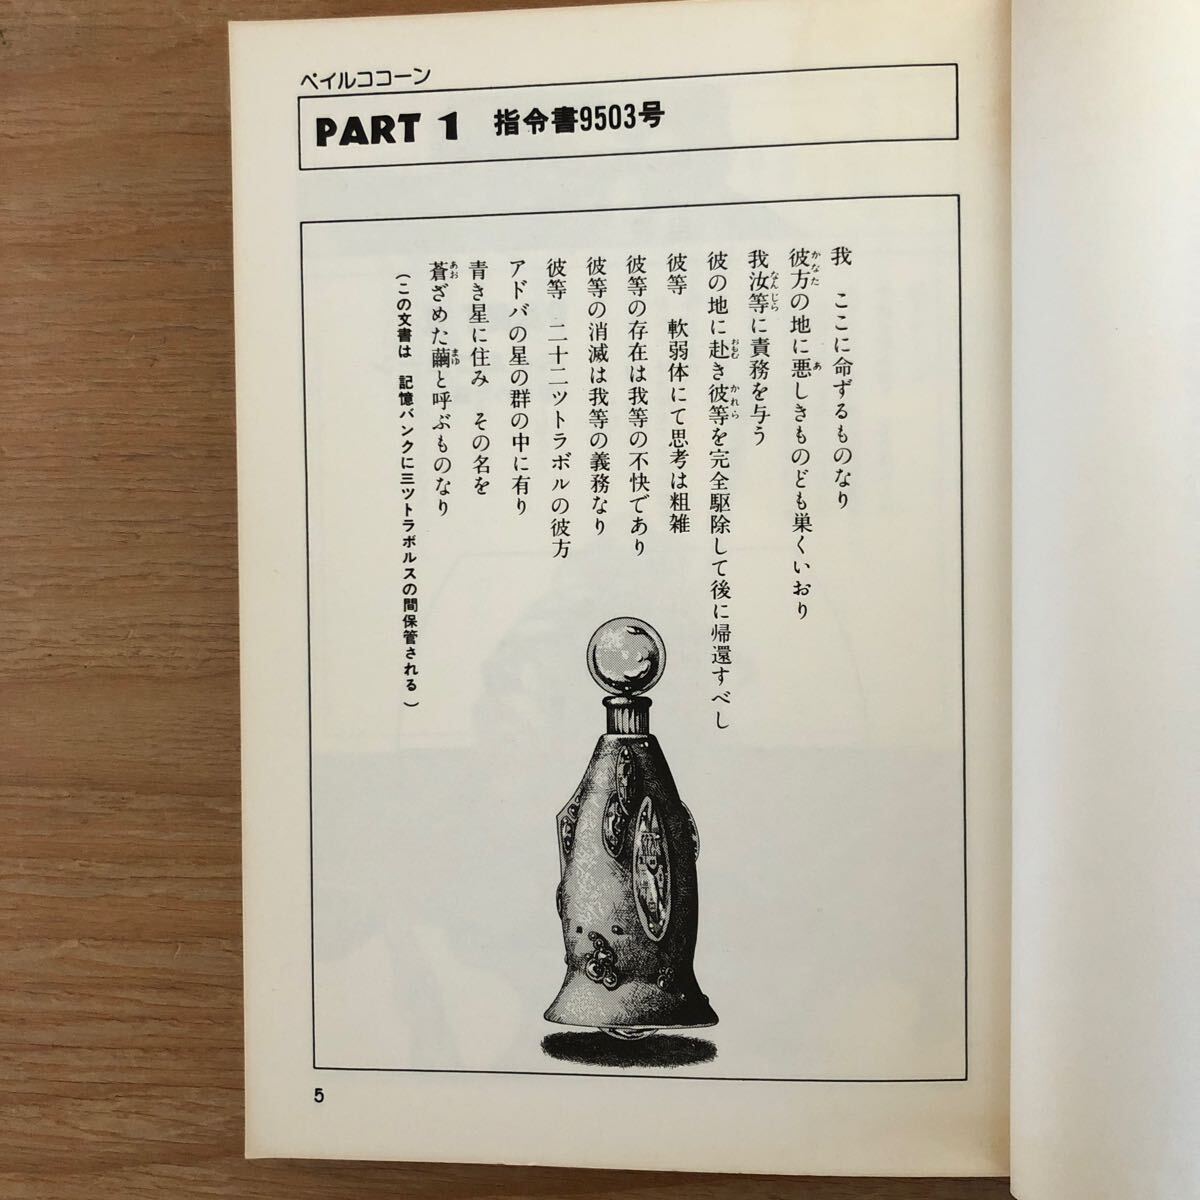 ペイルココーン
PART 1 指令書9503号
我 ここに命ずるものなり
彼方の地に悪しきものども巣くいおり
我汝等に責務を与う
彼の地に赴き彼等を完全駆除して後に帰還すべし
彼等 軟弱体にて思考は粗雑
彼等の存在は我等の不快であり
彼等の消滅は我等の義務なり
彼等 二十二ツトラボルの彼方
アドバの星の群の中に有り
青き星に住み その名を
蒼ざめた繭と呼ぶものなり
(この文書は 記憶バンクに三ツトラボルスの間保管される)
5